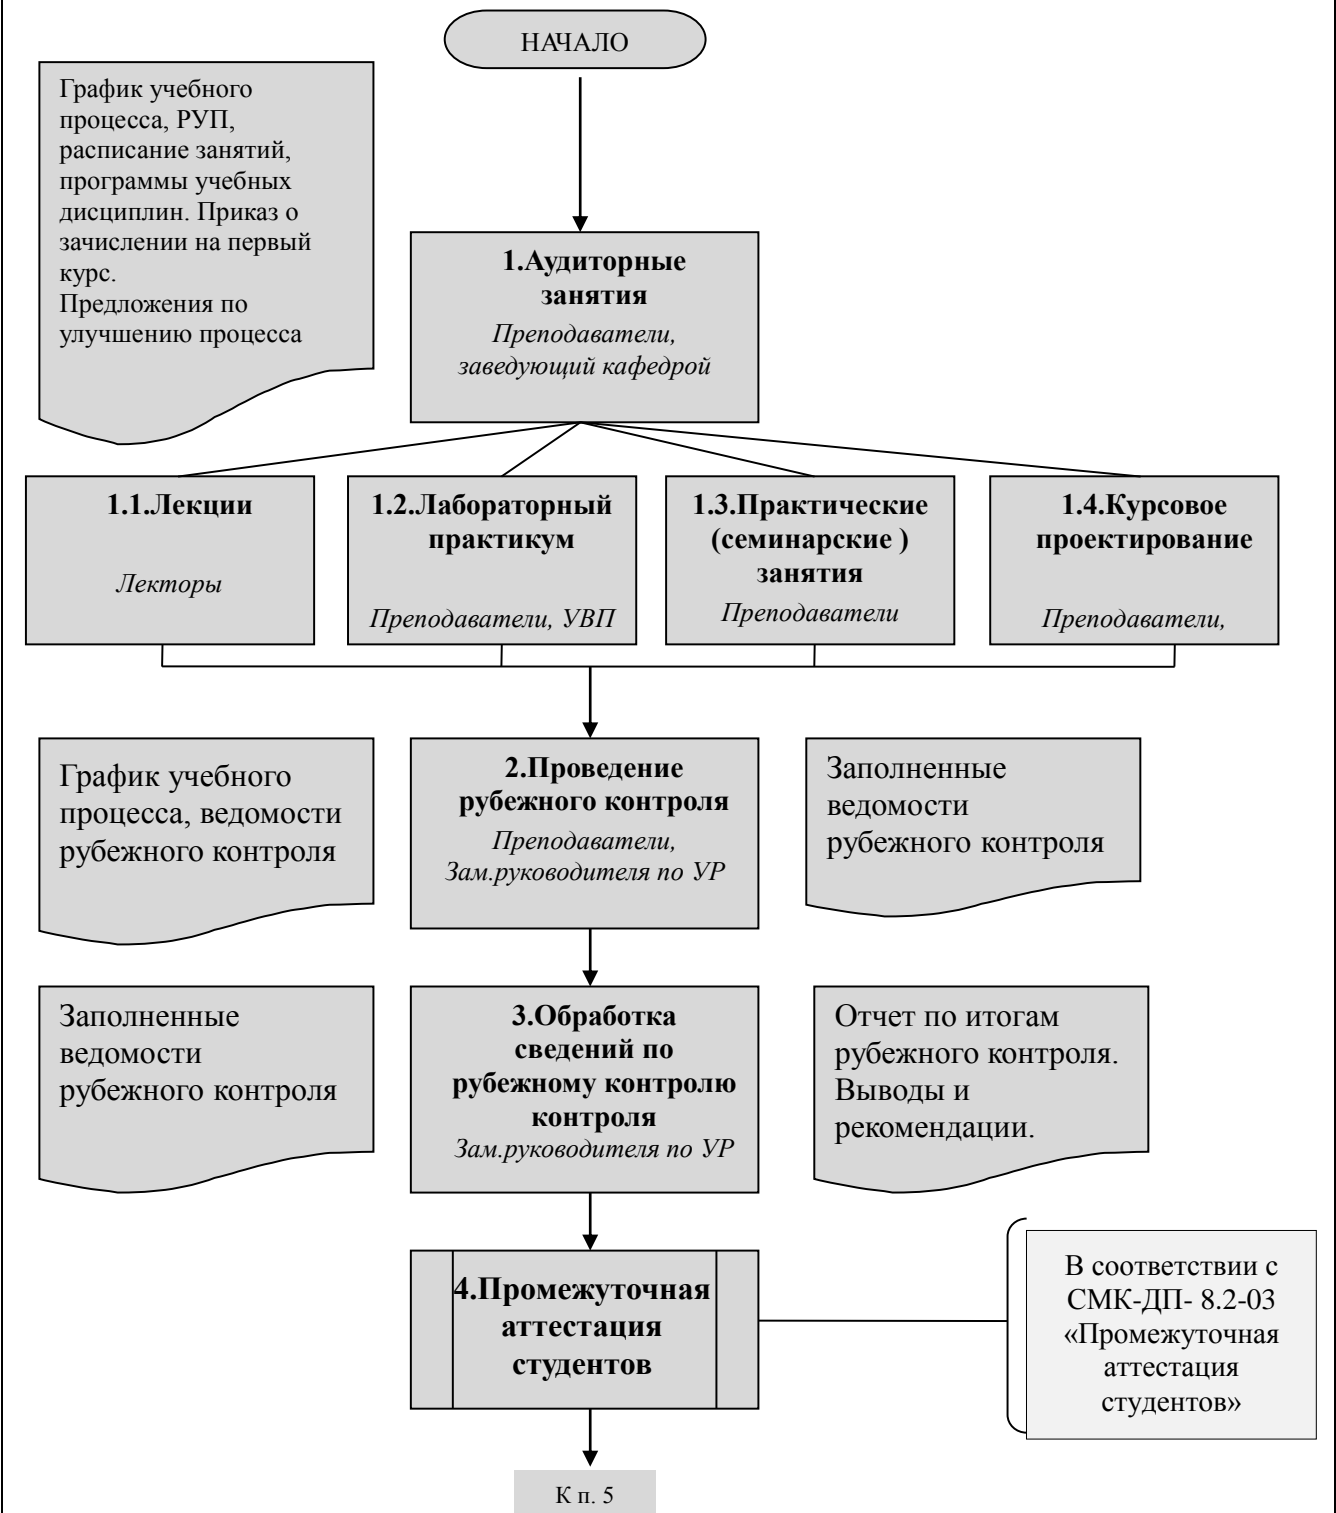 НАЧАЛО
График учебного
процесса, РУП,
расписание занятий,
программы учебных
дисциплин. Приказ о
зачислении на первый
курс.
Предложения по
улучшению процесса
1.Аудиторные
занятия
Преподаватели,
заведующий кафедрой
1.1.Лекции
Лекторы
1.2.Лабораторный
практикум
Преподаватели, УВП
1.3.Практические
(семинарские )
занятия
Преподаватели
1.4.Курсовое
проектирование
Преподаватели,
График учебного
процесса, ведомости
рубежного контроля
2.Проведение
рубежного контроля
Преподаватели,
Зам.руководителя по УР
Заполненные
ведомости
рубежного контроля
Заполненные
ведомости
рубежного контроля
3.Обработка
сведений по
рубежному контролю
контроля
Зам.руководителя по УР
Отчет по итогам
рубежного контроля.
Выводы и
рекомендации.
4.Промежуточная
аттестация
студентов
В соответствии с
СМК-ДП- 8.2-03
«Промежуточная
аттестация
студентов»
К п. 5